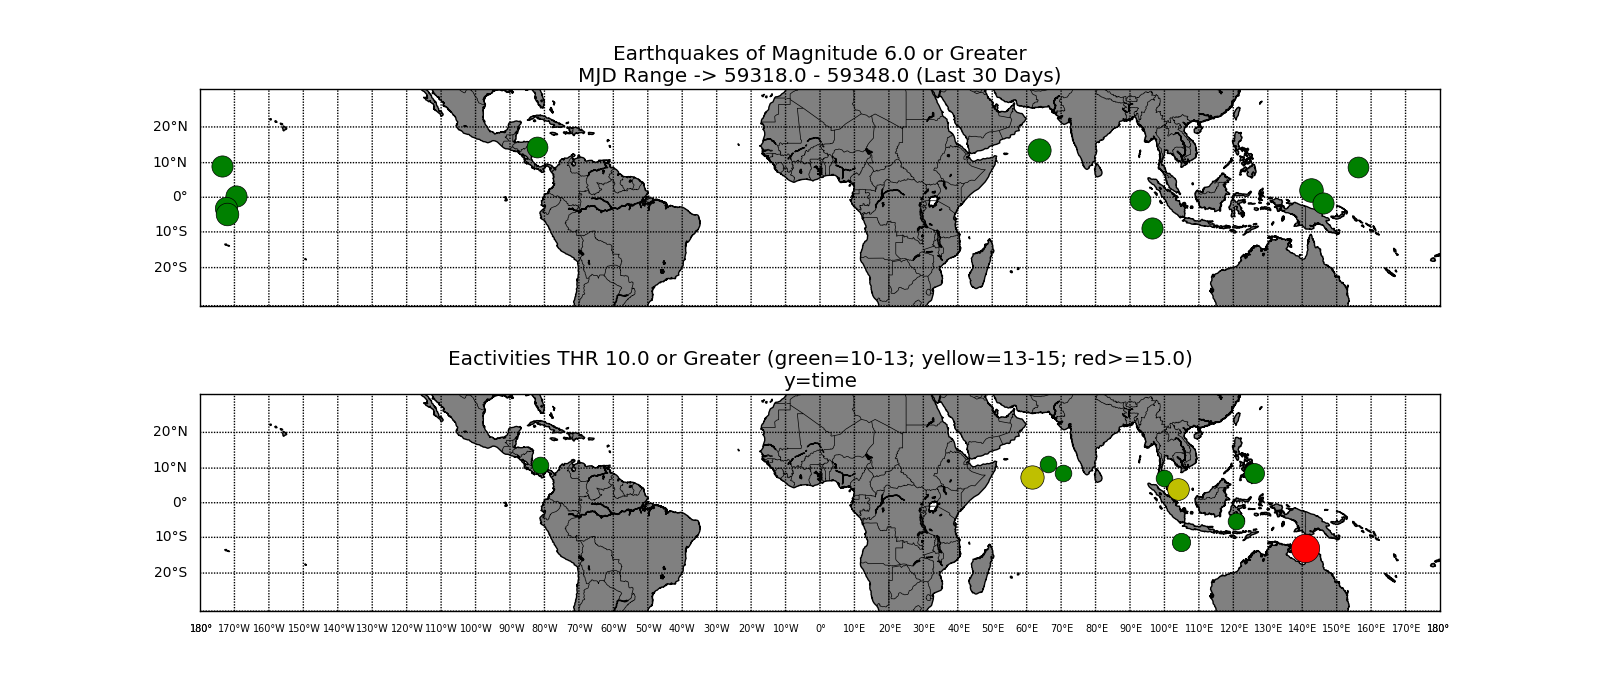 Earthquakes of Magnitude 6.0 or Greater
MJD Range -> 59318.0 - 59348.0 (Last 30 Days)
20°N
10°N
0°
10°S
20°S
Eactivities THR 10.0 or Greater (green=10-13; yellow=13-15; red>=15.0)
y=time
20°N
10°N
0°
10°S
20°S
180° 170°W 160°W 150°W 140°W 130°W 120°W 110°W 100°W 90°W 80°W 70°W 60°W 50°W 40°W 30°W 20°W 10°W 0° 10°E 20°E 30°E 40°E 50°E 60°E 70°E 80°E 90°E 100°E 110°E 120°E 130°E 140°E 150°E 160°E 170°E 180°